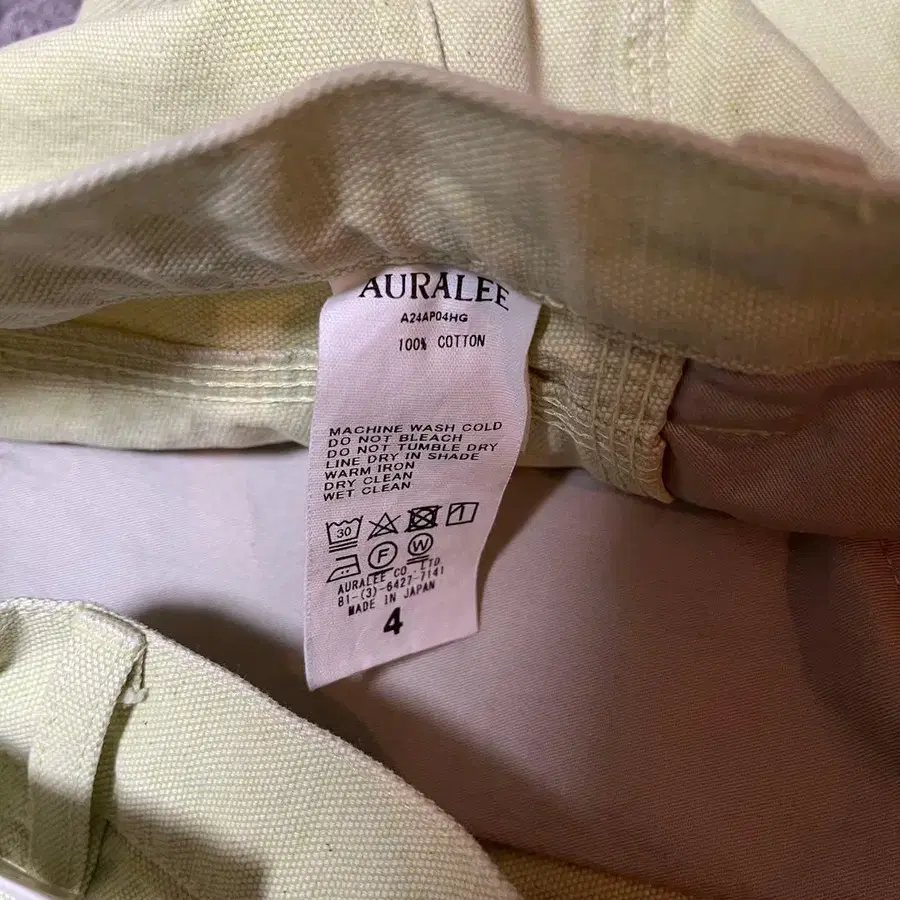 AURALEE
A24AP04HG
100% COTTON
MACHINE WASH COLD
DO NOT BLEACH
DO NOT TUMBLE DRY
LINE DRY IN SHADE
WARM IRON
DRY CLEAN
WET CLEAN
30
F W
AURALEE CO.,LTD.
81-(3)-6427-7141
MADE IN JAPAN
4